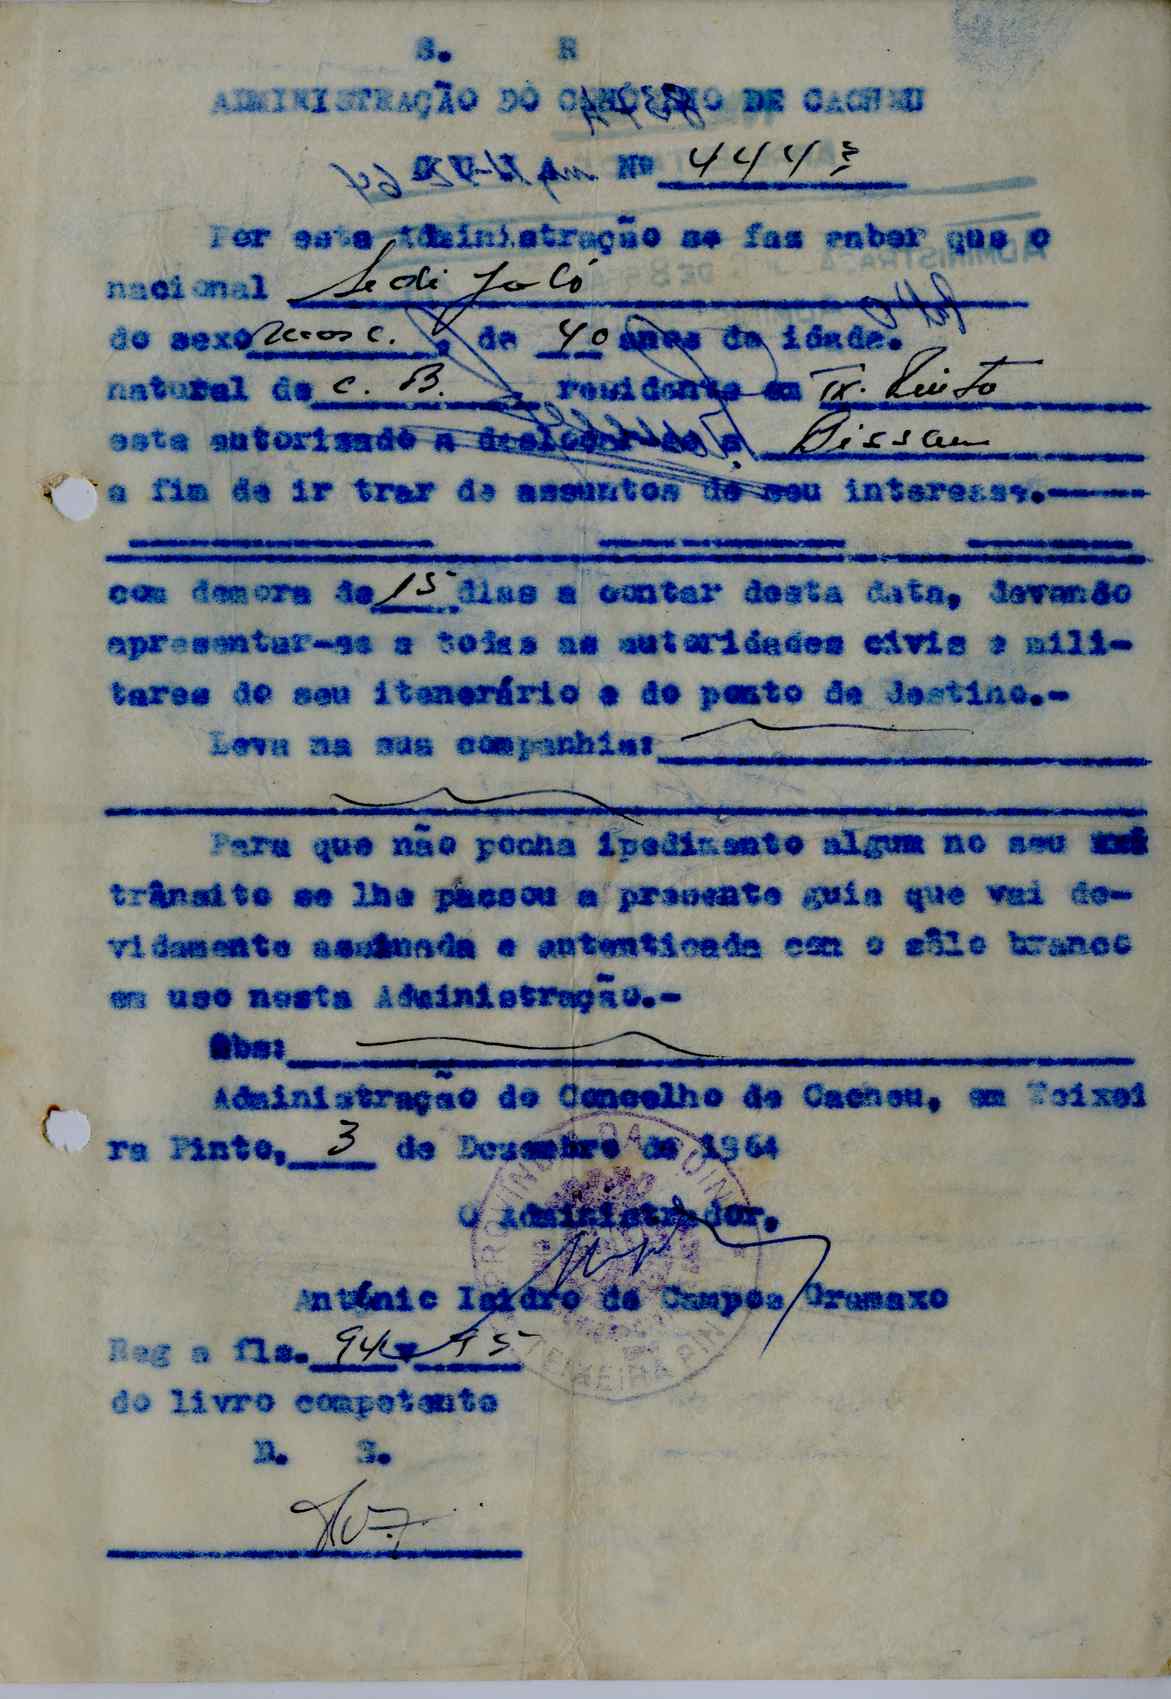 S. R
ADMINISTRAÇÃO DO CONCELHO DE CACHEU
GUIA Nº 444
Por esta Administração se faz saber que o
nacional Sedi Jaló
do sexo masc. , de 40 anos de idade.
natural de C. B. residente em Tx. Pinto
esta autorizado a deslocar-se a Bissau
a fim de ir trar de assuntos de seu interesse.-
com demora de 15 dias a contar desta data, devendo
apresentar-se a todas as autoridades civis e mili-
tares do seu itenerário e do ponto de destino.-
Leva na sua companhia:
Para que não ponha ipedimento algum no seu
trânsito se lhe passou a presente guia que vai de-
vidamente assinada e autenticada com o sêlo branco
em uso nesta Administração.-
Obs:
Administração do Concelho de Cacheu, em Teixei
ra Pinto, 3 de Dezembro de 1964
O Administrador,
António Isidro de Campos Gramaxo
Reg a fls. 94 v 95
do livro competente
D. S.